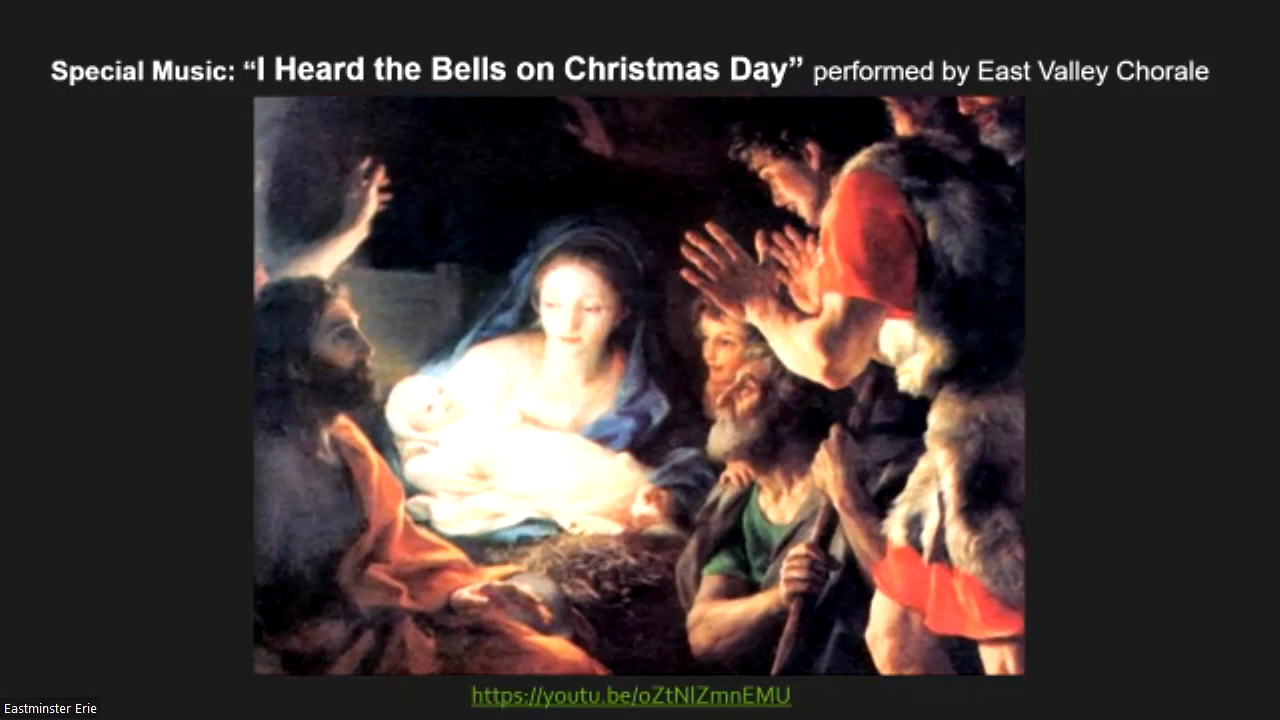 Special Music: “I Heard the Bells on Christmas Day” performed by East Valley Chorale
https://youtu.be/oZtNlZmnEMU
Eastminster Erie